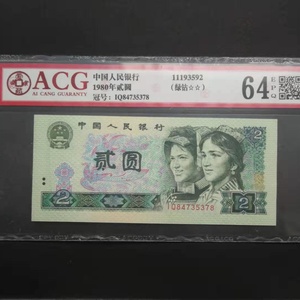 ACG
AI CANG GUARANTY
中国人民银行
1980年贰圆
冠号: IQ84735378
11193592
(绿钻☆☆)
64 EPQ
中国人民银行
2
贰圆
2
IQ84735378
2